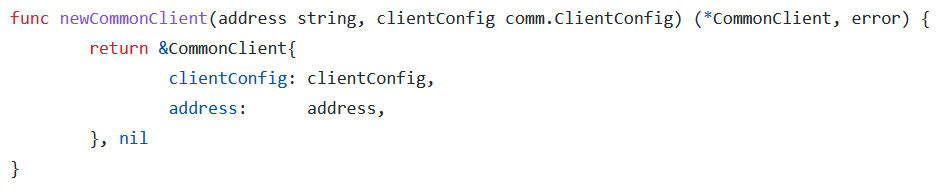 func newCommonClient(address string, clientConfig comm.ClientConfig) (*CommonClient, error) {
        return &CommonClient{
                clientConfig: clientConfig,
                address:      address,
        }, nil
}